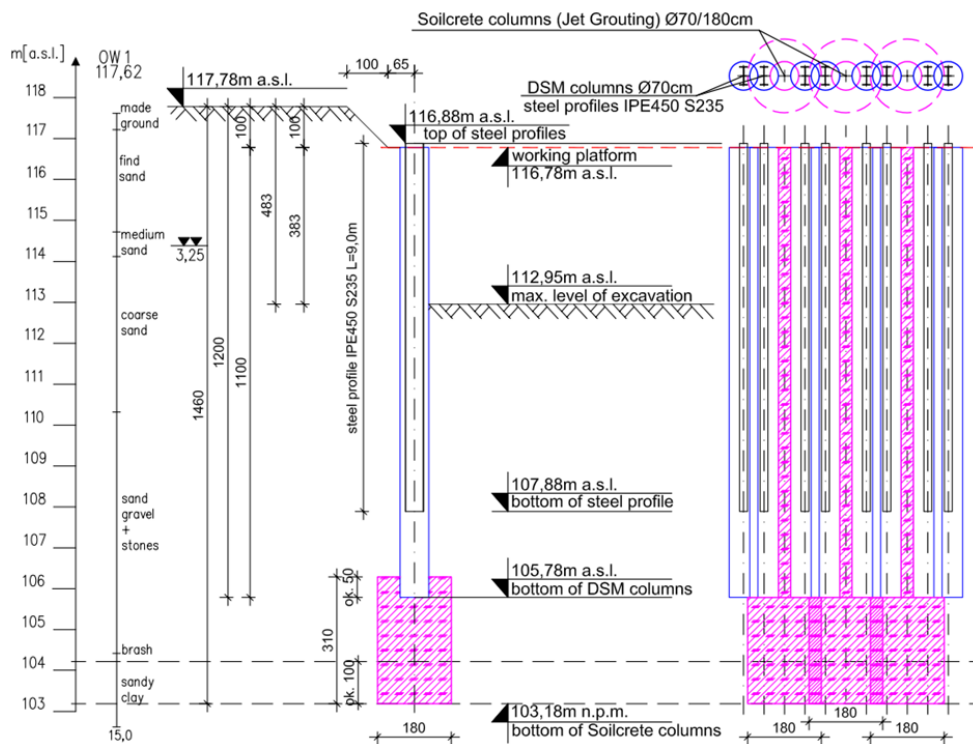 Soilcrete columns (Jet Grouting) Ø70/180cm
m[a.s.l.]
OW 1
117,62
100
65
117,78m a.s.l.
DSM columns Ø70cm
steel profiles IPE450 S235
118
made
ground
116,88m a.s.l.
top of steel profiles
100
100
117
working platform
116,78m a.s.l.
find
sand
116
115
483
383
medium
sand
3,25
114
steel profile IPE450 S235 L=9,0m
112,95m a.s.l.
max. level of excavation
113
coarse
sand
112
1200
1100
1460
111
110
109
108
sand
gravel
+
stones
107,88m a.s.l.
bottom of steel profile
107
106
ok. 50
105,78m a.s.l.
bottom of DSM columns
105
310
brash
104
ok. 100
sandy
clay
103
103,18m n.p.m.
bottom of Soilcrete columns
15,0
180
180
180
180